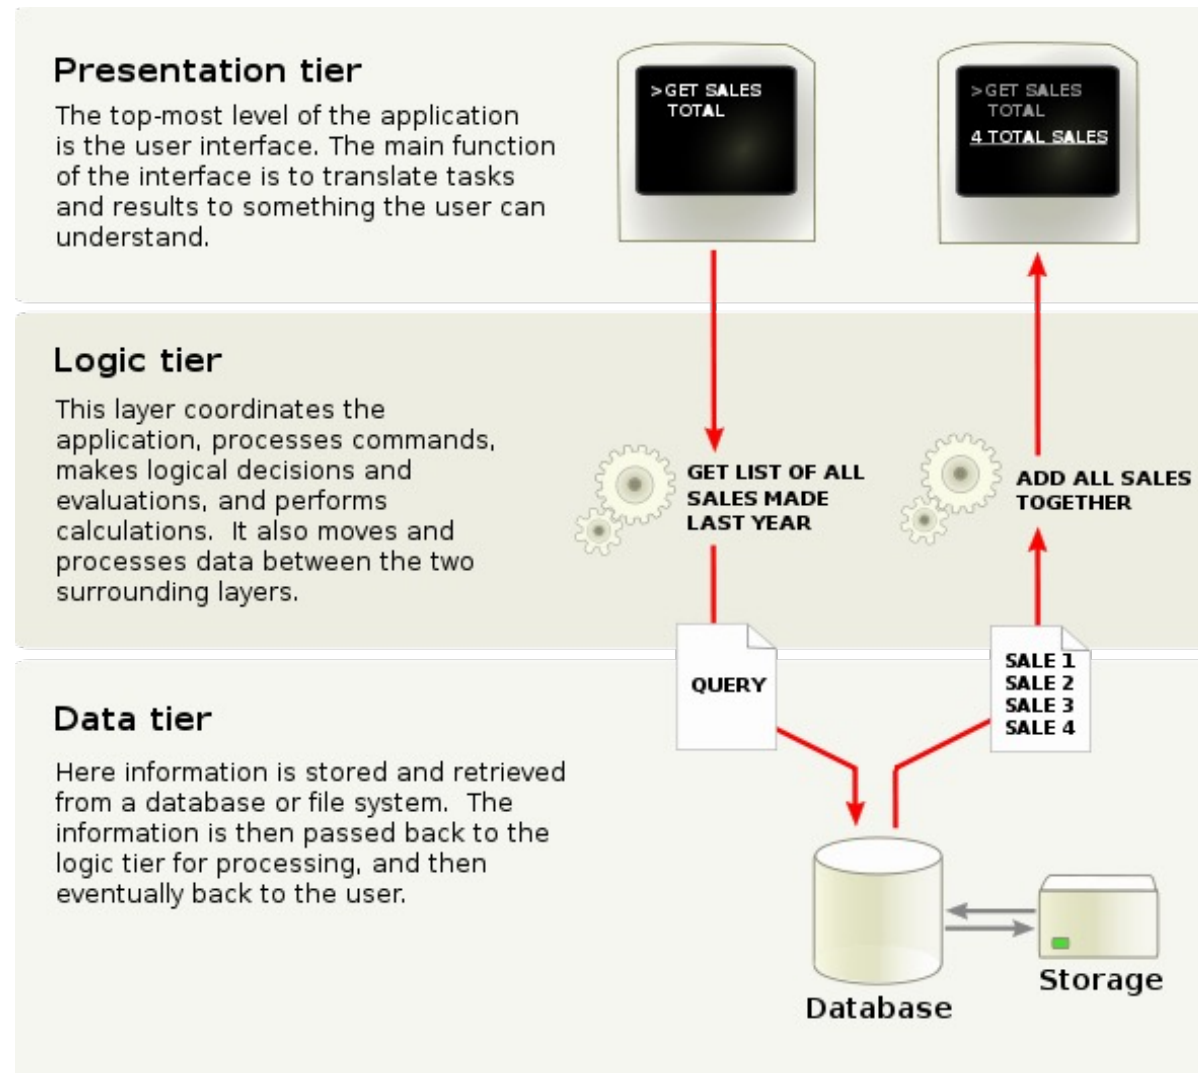 Presentation tier
The top-most level of the application
is the user interface. The main function
of the interface is to translate tasks
and results to something the user can
understand.
>GET SALES
TOTAL
>GET SALES
TOTAL
4 TOTAL SALES
Logic tier
This layer coordinates the
application, processes commands,
makes logical decisions and
evaluations, and performs
calculations.  It also moves and
processes data between the two
surrounding layers.
GET LIST OF ALL
SALES MADE
LAST YEAR
ADD ALL SALES
TOGETHER
QUERY
SALE 1
SALE 2
SALE 3
SALE 4
Data tier
Here information is stored and retrieved
from a database or file system.  The
information is then passed back to the
logic tier for processing, and then
eventually back to the user.
Database
Storage